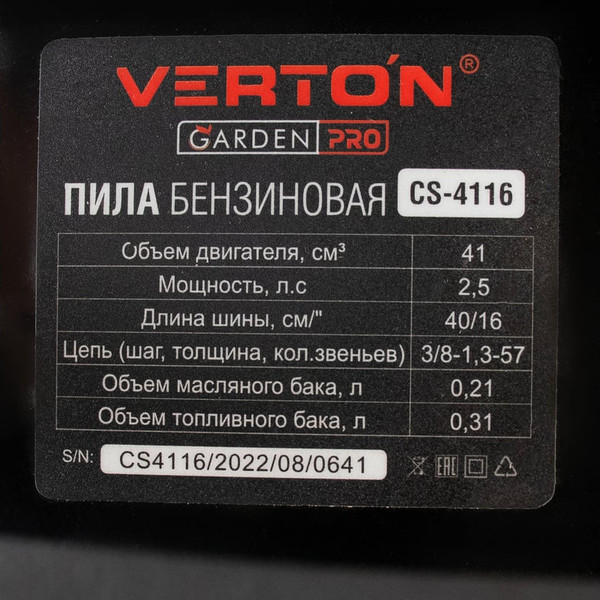 VERTON®
GARDEN PRO
ПИЛА БЕНЗИНОВАЯ CS-4116
Объем двигателя, см³ 41
Мощность, л.с 2,5
Длина шины, см/" 40/16
Цепь (шаг, толщина, кол.звеньев) 3/8-1,3-57
Объем масляного бака, л 0,21
Объем топливного бака, л 0,31
S/N: CS4116/2022/08/0641 EAC